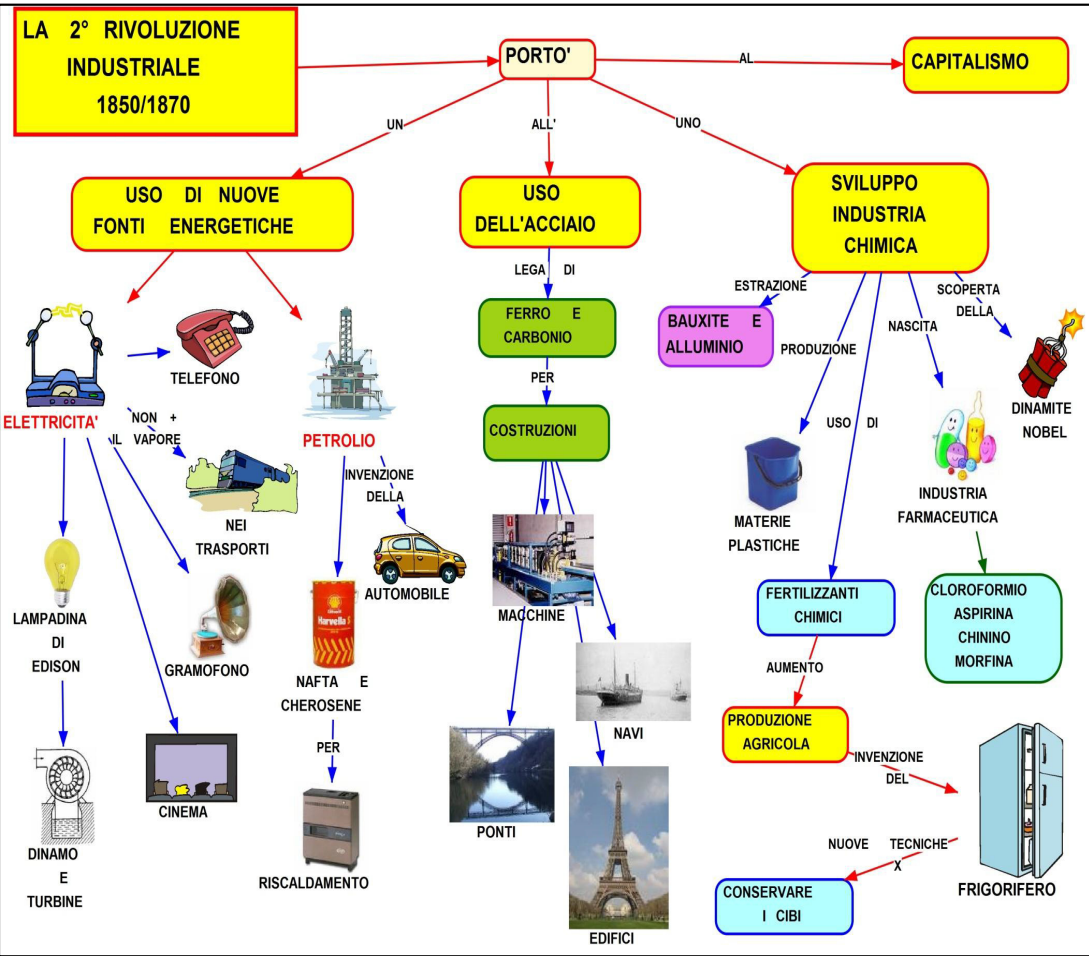 LA 2° RIVOLUZIONE
INDUSTRIALE
1850/1870
PORTO'
AL
CAPITALISMO
UN
ALL'
UNO
USO DI NUOVE
FONTI ENERGETICHE
USO
DELL'ACCIAIO
SVILUPPO
INDUSTRIA
CHIMICA
LEGA DI
ESTRAZIONE
SCOPERTA
DELLA
FERRO E
CARBONIO
BAUXITE E
ALLUMINIO
NASCITA
PRODUZIONE
TELEFONO
PER
DINAMITE
NOBEL
ELETTRICITA'
NON +
IL VAPORE
PETROLIO
COSTRUZIONI
USO DI
INVENZIONE
DELLA
NEI
TRASPORTI
INDUSTRIA
FARMACEUTICA
MATERIE
PLASTICHE
AUTOMOBILE
MACCHINE
FERTILIZZANTI
CHIMICI
CLOROFORMIO
ASPIRINA
CHININO
MORFINA
LAMPADINA
DI
EDISON
Harvella S
GRAMOFONO
NAFTA E
CHEROSENE
AUMENTO
NAVI
PRODUZIONE
AGRICOLA
PER
INVENZIONE
DEL
CINEMA
PONTI
DINAMO
E
TURBINE
RISCALDAMENTO
NUOVE TECNICHE
X
FRIGORIFERO
CONSERVARE
I CIBI
EDIFICI